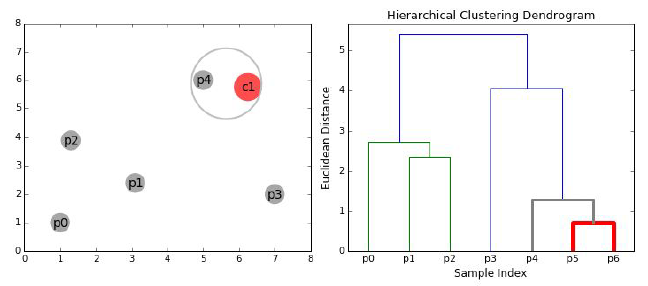 Hierarchical Clustering Dendrogram
8
7
6
5
4
3
2
1
0
p4
c1
p2
p1
p3
p0
0 1 2 3 4 5 6 7 8
Euclidean Distance
5
4
3
2
1
0
p0 p1 p2 p3 p4 p5 p6
Sample Index